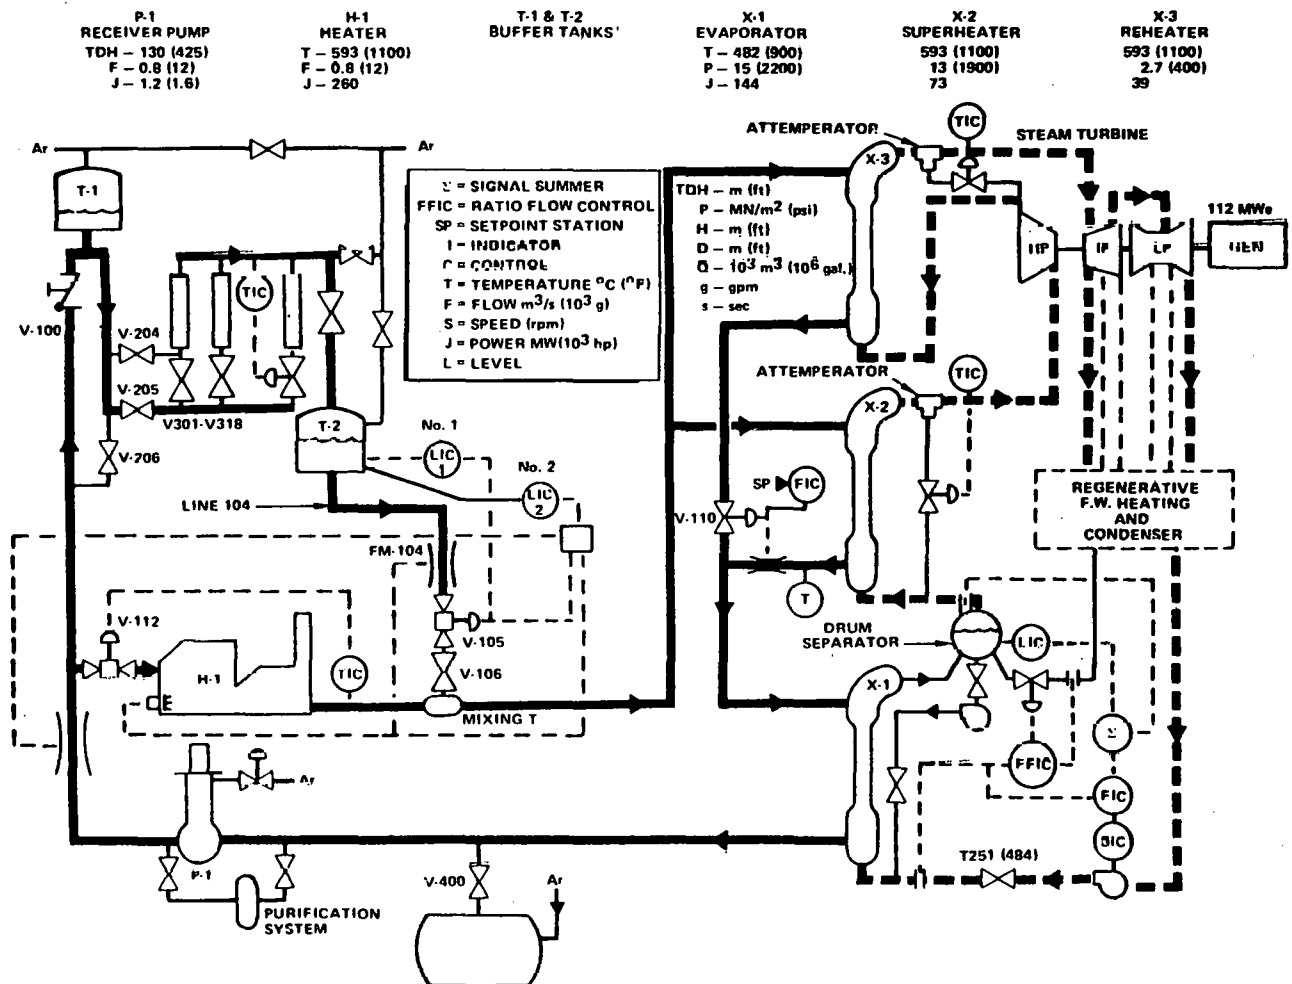 P-1
RECEIVER PUMP
TDH – 130 (425)
F – 0.8 (12)
J – 1.2 (1.6)
H-1
HEATER
T – 593 (1100)
F – 0.8 (12)
J – 260
T-1 & T-2
BUFFER TANKS'
X-1
EVAPORATOR
T – 482 (900)
P – 15 (2200)
J – 144
X-2
SUPERHEATER
593 (1100)
13 (1900)
73
X-3
REHEATER
593 (1100)
2.7 (400)
39
Ar
Ar
T-1
TIC
V-100
V-204
V-205
V301-V318
V-206
Σ = SIGNAL SUMMER
FFIC = RATIO FLOW CONTROL
SP = SETPOINT STATION
I = INDICATOR
C = CONTROL
T = TEMPERATURE °C (°F)
F = FLOW m³/s (10³ g)
S = SPEED (rpm)
J = POWER MW(10³ hp)
L = LEVEL
TDH – m (ft)
P – MN/m² (psi)
H – m (ft)
D – m (ft)
Q – 10³ m³ (10⁶ gal.)
g – gpm
s – sec
ATTEMPERATOR
TIC
STEAM TURBINE
X-3
HP
IP
LP
112 MWe
GEN
T-2
No. 1
LIC
1
No. 2
LIC
2
LINE 104
FM-104
V-105
V-106
MIXING T
V-112
H-1
TIC
ATTEMPERATOR
TIC
X-2
SP
FIC
V-110
T
REGENERATIVE
F.W. HEATING
AND
CONDENSER
DRUM
SEPARATOR
LIC
X-1
Σ
FFIC
FIC
SIC
T251 (484)
Ar
P-1
PURIFICATION
SYSTEM
V-400
Ar